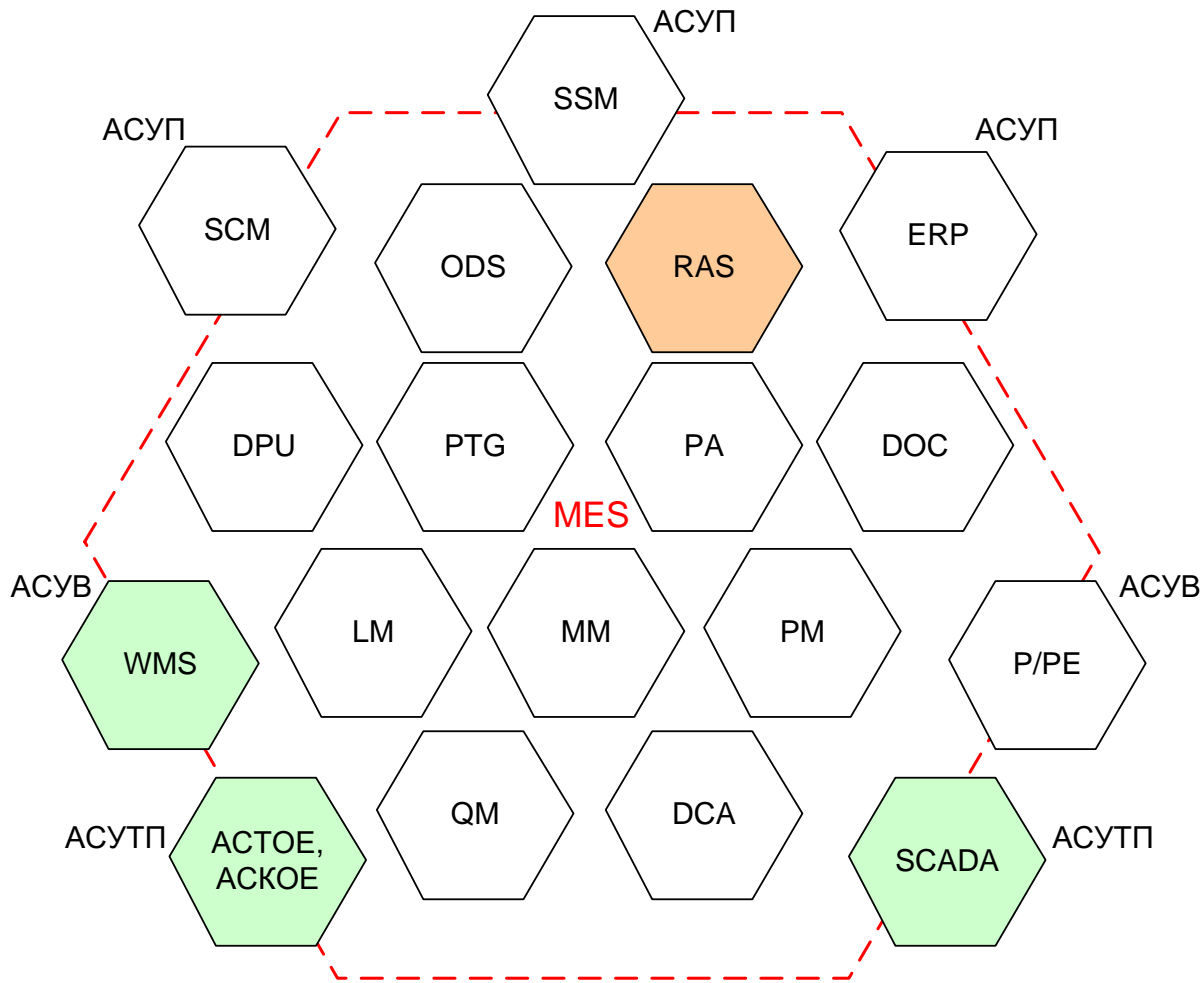 АСУП
SSM
АСУП
АСУП
SCM
ERP
ODS
RAS
DPU
PTG
PA
DOC
MES
АСУВ
АСУВ
LM
MM
PM
WMS
P/PE
QM
DCA
АСУТП
АСТОЕ,
АСКОЕ
SCADA
АСУТП